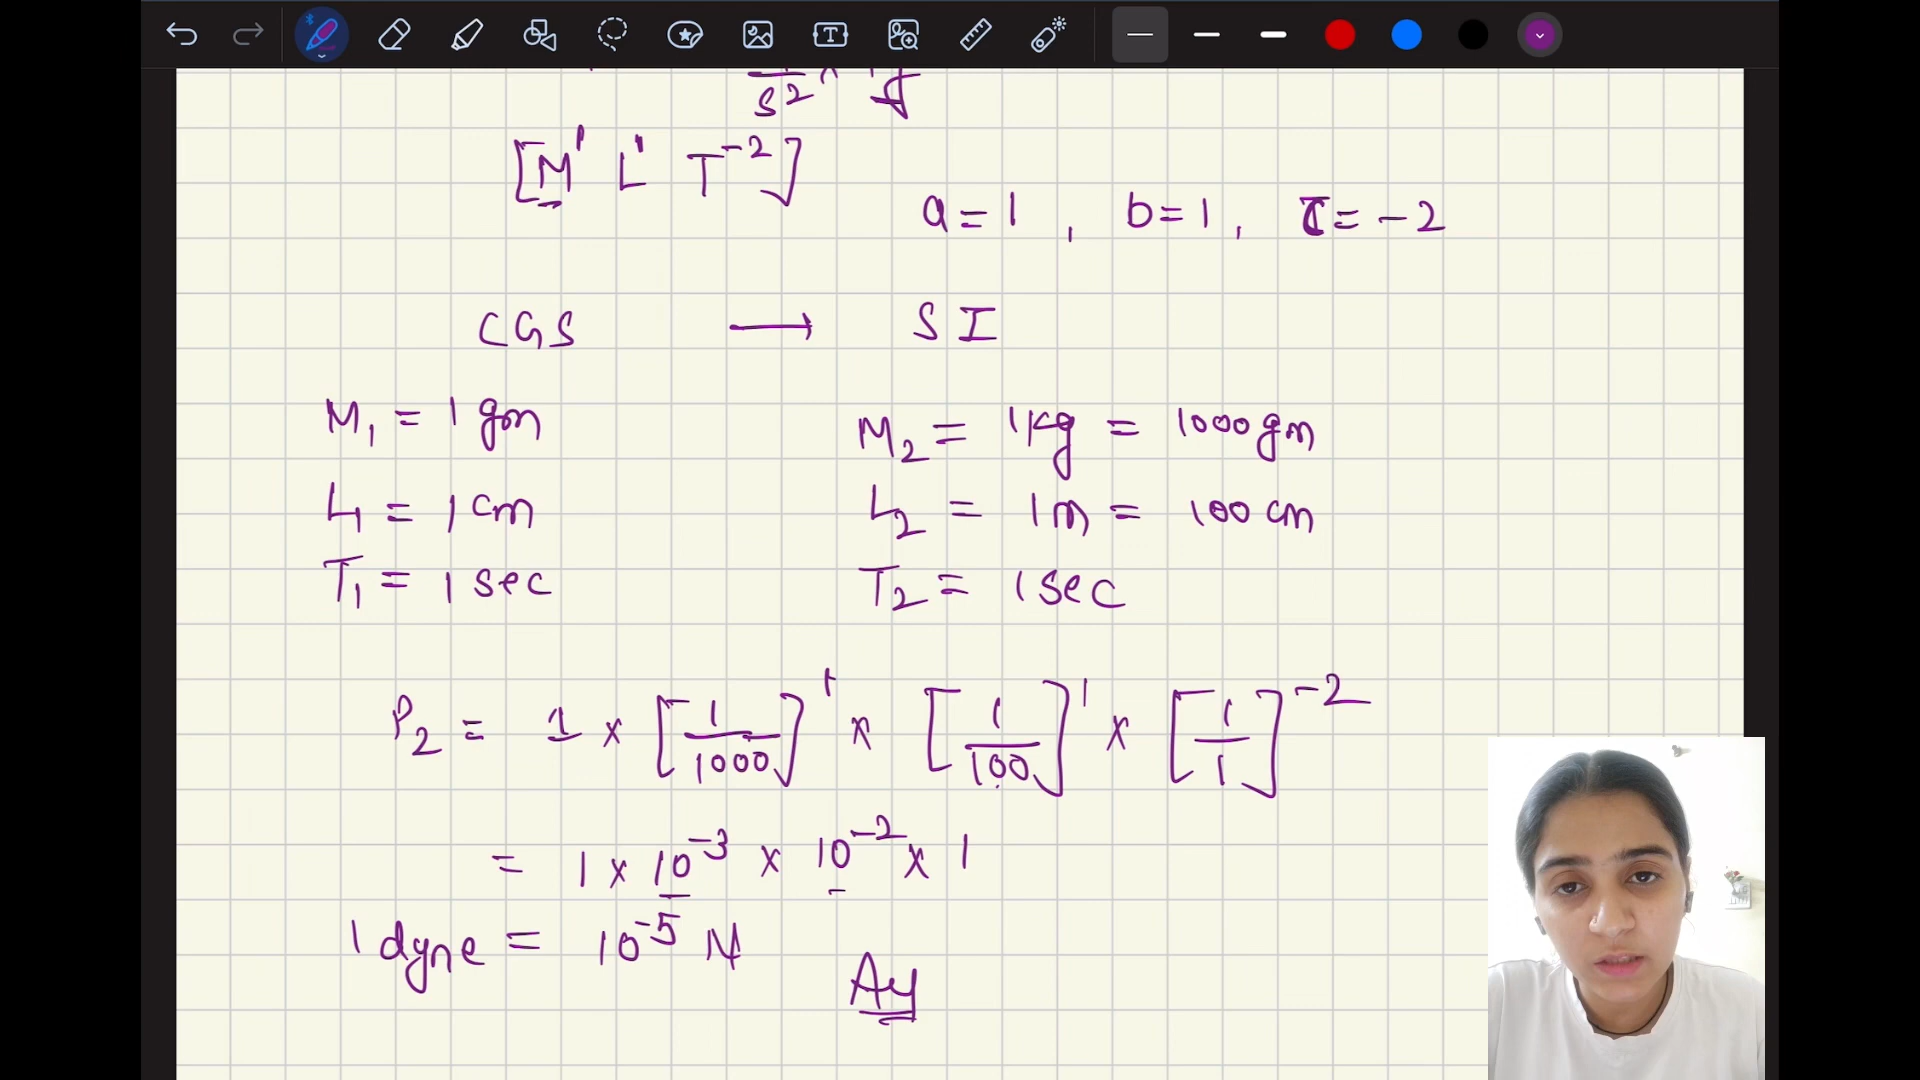 s²
[M¹ L¹ T⁻²]
a = 1 , b = 1 , c = -2
CGS ⟶ SI
M₁ = 1 gm M₂ = 1 kg = 1000 gm
L₁ = 1 cm L₂ = 1 m = 100 cm
T₁ = 1 sec T₂ = 1 sec
P₂ = 1 × [1/1000]¹ × [1/100]¹ × [1/1]⁻²
= 1 × 10⁻³ × 10⁻² × 1
1 dyne = 10⁻⁵ N